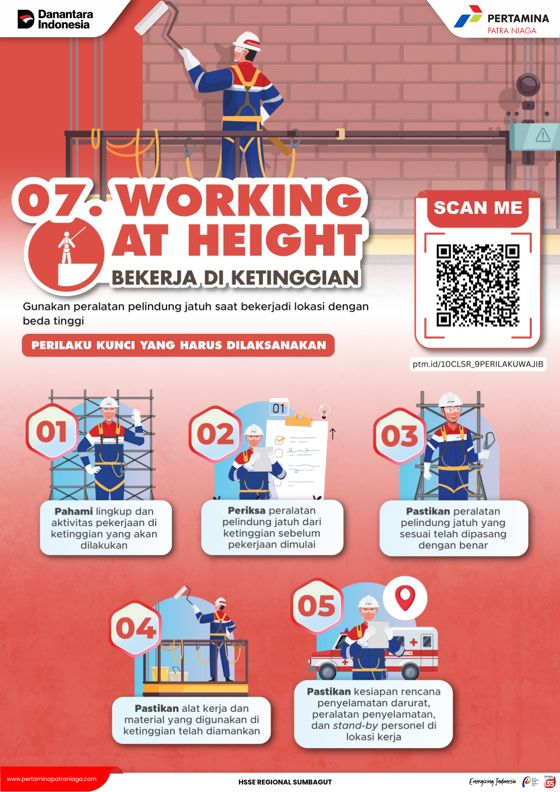 Danantara
Indonesia
PERTAMINA
PATRA NIAGA
07. WORKING
AT HEIGHT
BEKERJA DI KETINGGIAN
Gunakan peralatan pelindung jatuh saat bekerjadi lokasi dengan
beda tinggi
PERILAKU KUNCI YANG HARUS DILAKSANAKAN
SCAN ME
ptm.id/10CLSR_9PERILAKUWAJIB
01
Pahami lingkup dan
aktivitas pekerjaan di
ketinggian yang akan
dilakukan
02
01
Periksa peralatan
pelindung jatuh dari
ketinggian sebelum
pekerjaan dimulai
03
Pastikan peralatan
pelindung jatuh yang
sesuai telah dipasang
dengan benar
04
Pastikan alat kerja dan
material yang digunakan di
ketinggian telah diamankan
05
Pastikan kesiapan rencana
penyelamatan darurat,
peralatan penyelamatan,
dan stand-by personel di
lokasi kerja
www.pertaminapatraniaga.com
HSSE REGIONAL SUMBAGUT
Energizing Indonesia